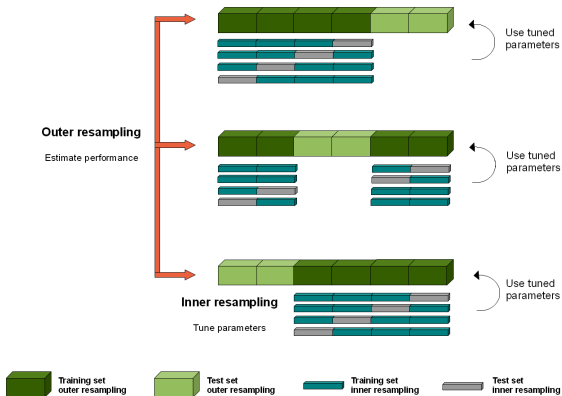 Use tuned
parameters
Outer resampling
Estimate performance
Use tuned
parameters
Inner resampling
Tune parameters
Use tuned
parameters
Training set
outer resampling
Test set
outer resampling
Training set
inner resampling
Test set
inner resampling